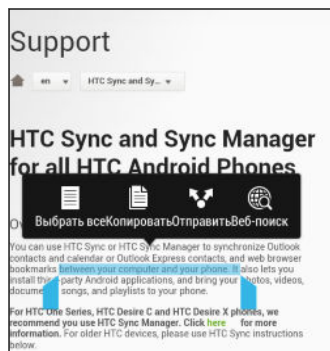 Support
en HTC Sync and Sy...
HTC Sync and Sync Manager
for all HTC Android Phones
Выбрать все Копировать Отправить Веб-поиск
Ov
You can use HTC Sync or HTC Sync Manager to synchronize Outlook
contacts and calendar or Outlook Express contacts, and web browser
bookmarks between your computer and your phone. It also lets you
install third-party Android applications, and bring your photos, videos,
documents, songs, and playlists to your phone.
For HTC One Series, HTC Desire C and HTC Desire X phones, we
recommend you use HTC Sync Manager. Click here for more
information. For older HTC devices, please use HTC Sync instructions
below.